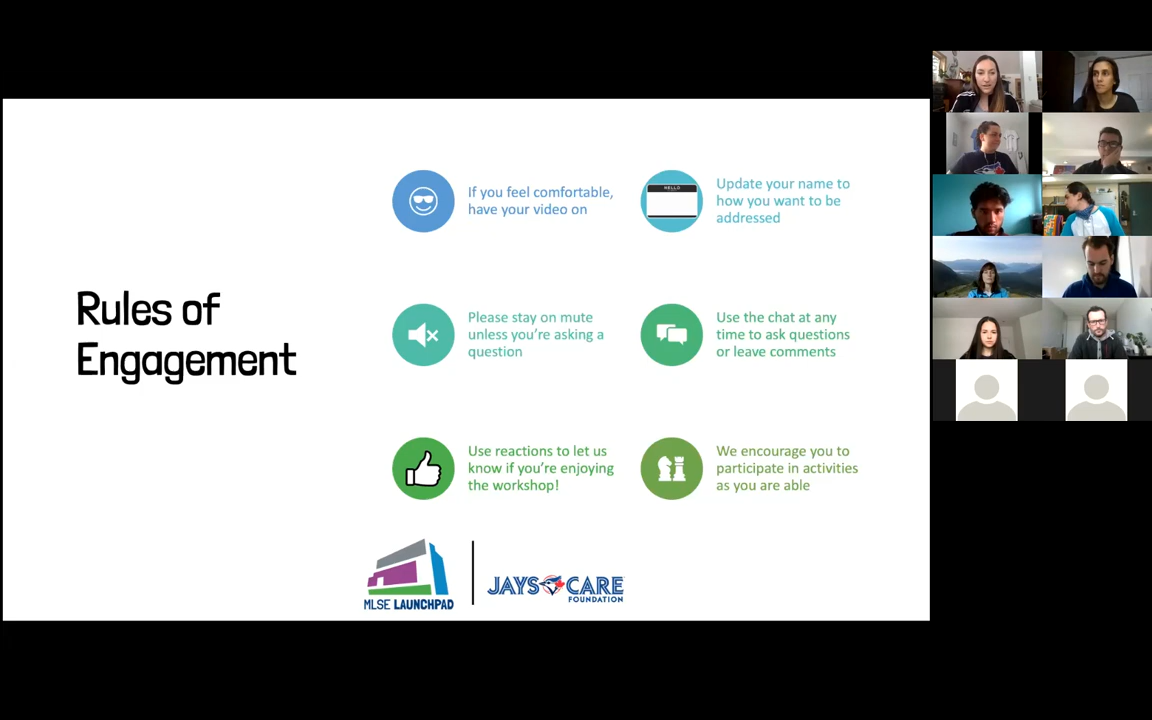 Rules of
Engagement
If you feel comfortable,
have your video on
HELLO
Update your name to
how you want to be
addressed
Please stay on mute
unless you're asking a
question
Use the chat at any
time to ask questions
or leave comments
Use reactions to let us
know if you're enjoying
the workshop!
We encourage you to
participate in activities
as you are able
MLSE LAUNCHPAD
JAYS CARE
FOUNDATION